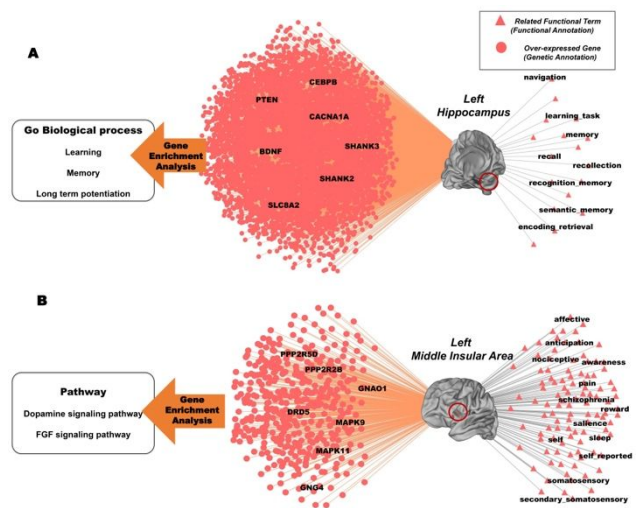 Related Functional Term
(Functional Annotation)
Over-expressed Gene
(Genetic Annotation)
A
Go Biological process
Learning
Memory
Long term potentiation
Gene
Enrichment
Analysis
CEBPB
PTEN
CACNA1A
BDNF
SHANK3
SHANK2
SLC8A2
Left
Hippocampus
navigation
learning_task
memory
recall
recollection
recognition_memory
semantic_memory
encoding_retrieval
B
Pathway
Dopamine signaling pathway
FGF signaling pathway
Gene
Enrichment
Analysis
PPP2R5D
PPP2R2B
GNAO1
DRD5
MAPK9
MAPK11
GNG4
Left
Middle Insular Area
affective
anticipation
nociceptive
awareness
pain
schizophrenia
reward
salience
self
sleep
self_reported
somatosensory
secondary_somatosensory